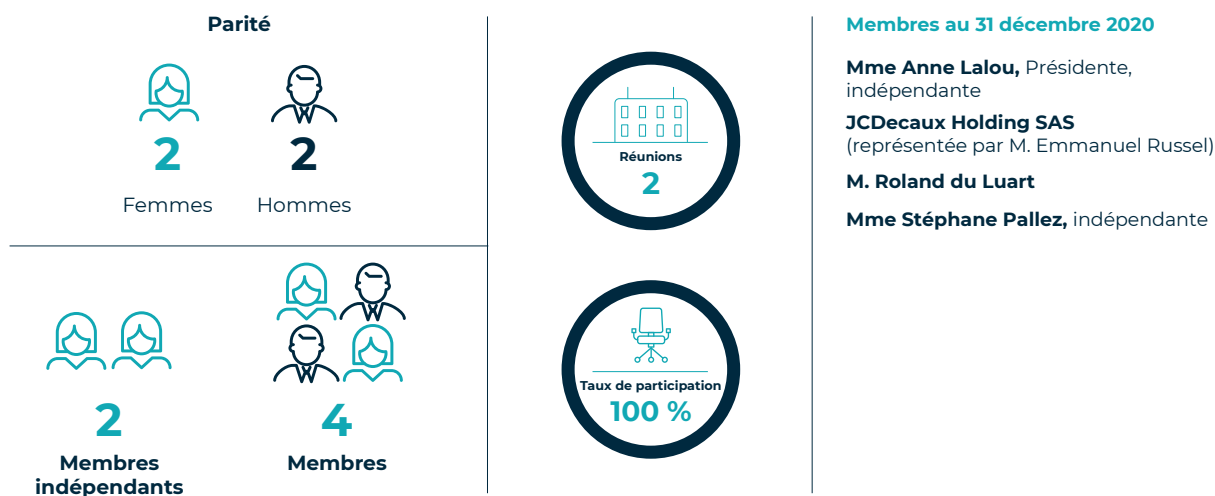 Parité
2
Femmes
2
Hommes
2
Membres
indépendants
4
Membres
Réunions
2
Taux de participation
100 %
Membres au 31 décembre 2020
Mme Anne Lalou, Présidente,
indépendante
JCDecaux Holding SAS
(représentée par M. Emmanuel Russel)
M. Roland du Luart
Mme Stéphane Pallez, indépendante